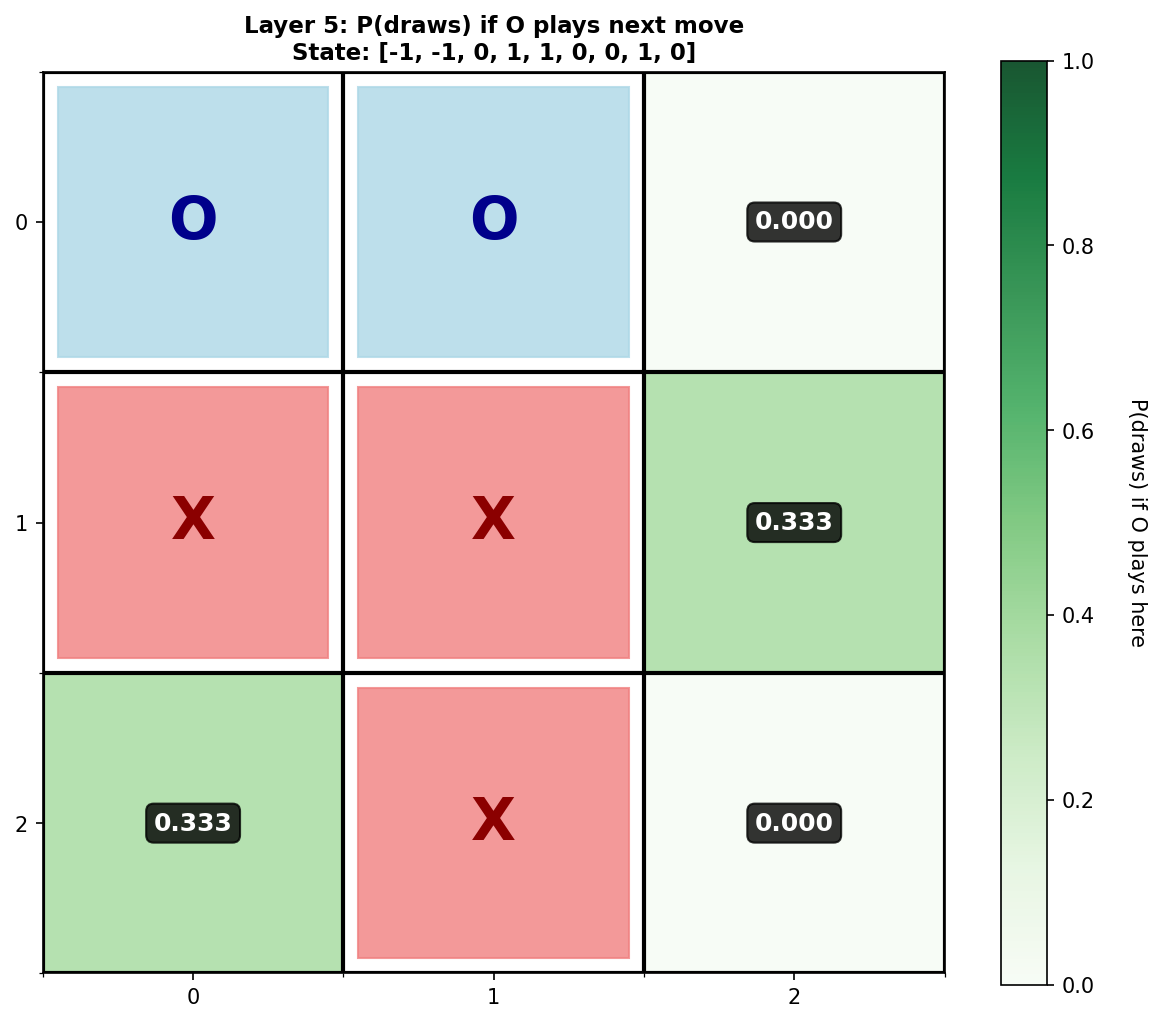 Layer 5: P(draws) if O plays next move
State: [-1, -1, 0, 1, 1, 0, 0, 1, 0]
0
O
O
0.000
1
X
X
0.333
2
0.333
X
0.000
0
1
2
1.0
0.8
0.6
0.4
0.2
0.0
P(draws) if O plays here